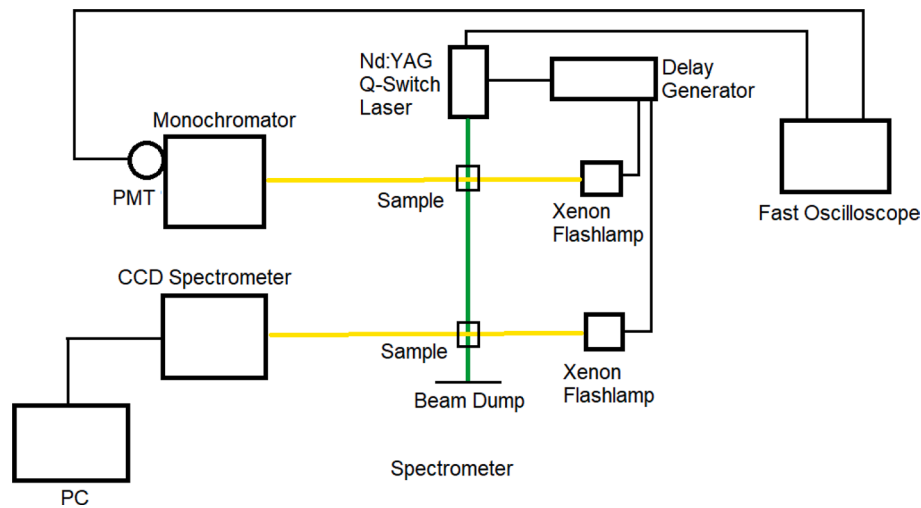 Nd:YAG
Q-Switch
Laser
Delay
Generator
Monochromator
PMT
Sample
Xenon
Flashlamp
Fast Oscilloscope
CCD Spectrometer
Sample
Xenon
Flashlamp
Beam Dump
Spectrometer
PC